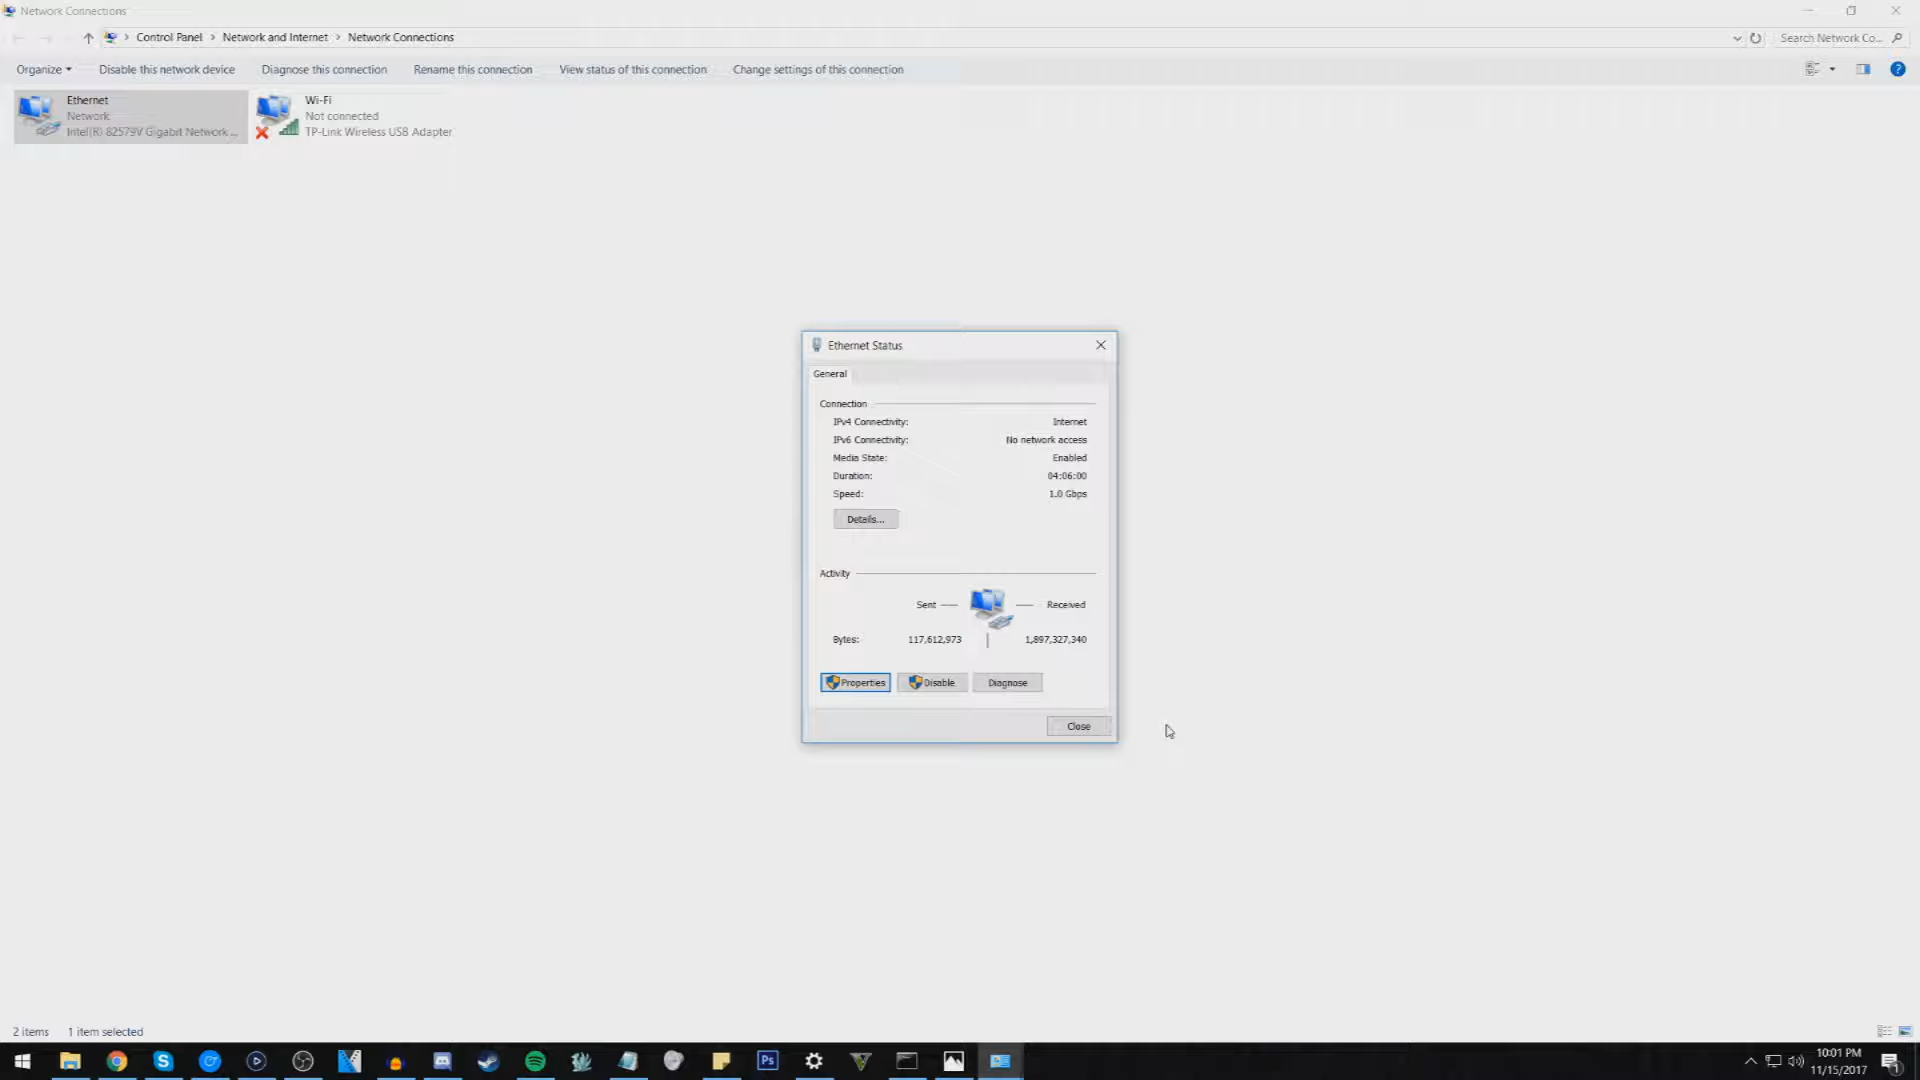 Network Connections
Control Panel > Network and Internet > Network Connections
Search Network Co...
Organize Disable this network device Diagnose this connection Rename this connection View status of this connection Change settings of this connection
Ethernet
Network
Intel(R) 82579V Gigabit Network ...
Wi-Fi
Not connected
TP-Link Wireless USB Adapter
Ethernet Status
General
Connection
IPv4 Connectivity: Internet
IPv6 Connectivity: No network access
Media State: Enabled
Duration: 04:06:00
Speed: 1.0 Gbps
Details...
Activity
Sent Received
Bytes: 117,612,973 1,897,327,340
Properties Disable Diagnose
Close
2 items 1 item selected
Ps
10:01 PM
11/15/2017
1